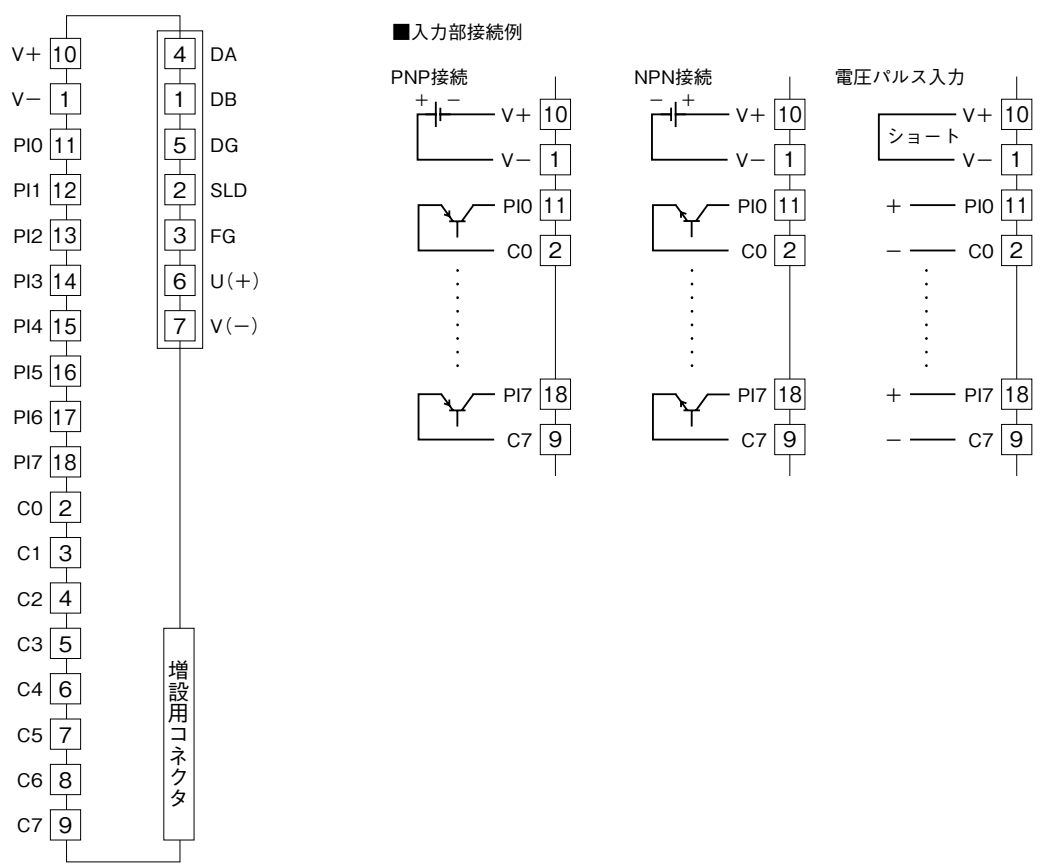 V+ 10
V− 1
PI0 11
PI1 12
PI2 13
PI3 14
PI4 15
PI5 16
PI6 17
PI7 18
C0 2
C1 3
C2 4
C3 5
C4 6
C5 7
C6 8
C7 9
4 DA
1 DB
5 DG
2 SLD
3 FG
6 U(+)
7 V(−)
増設用コネクタ
■入力部接続例
PNP接続
+ −
V+ 10
V− 1
PI0 11
C0 2
PI7 18
C7 9
NPN接続
− +
V+ 10
V− 1
PI0 11
C0 2
PI7 18
C7 9
電圧パルス入力
V+ 10
ショート
V− 1
+ PI0 11
− C0 2
+ PI7 18
− C7 9